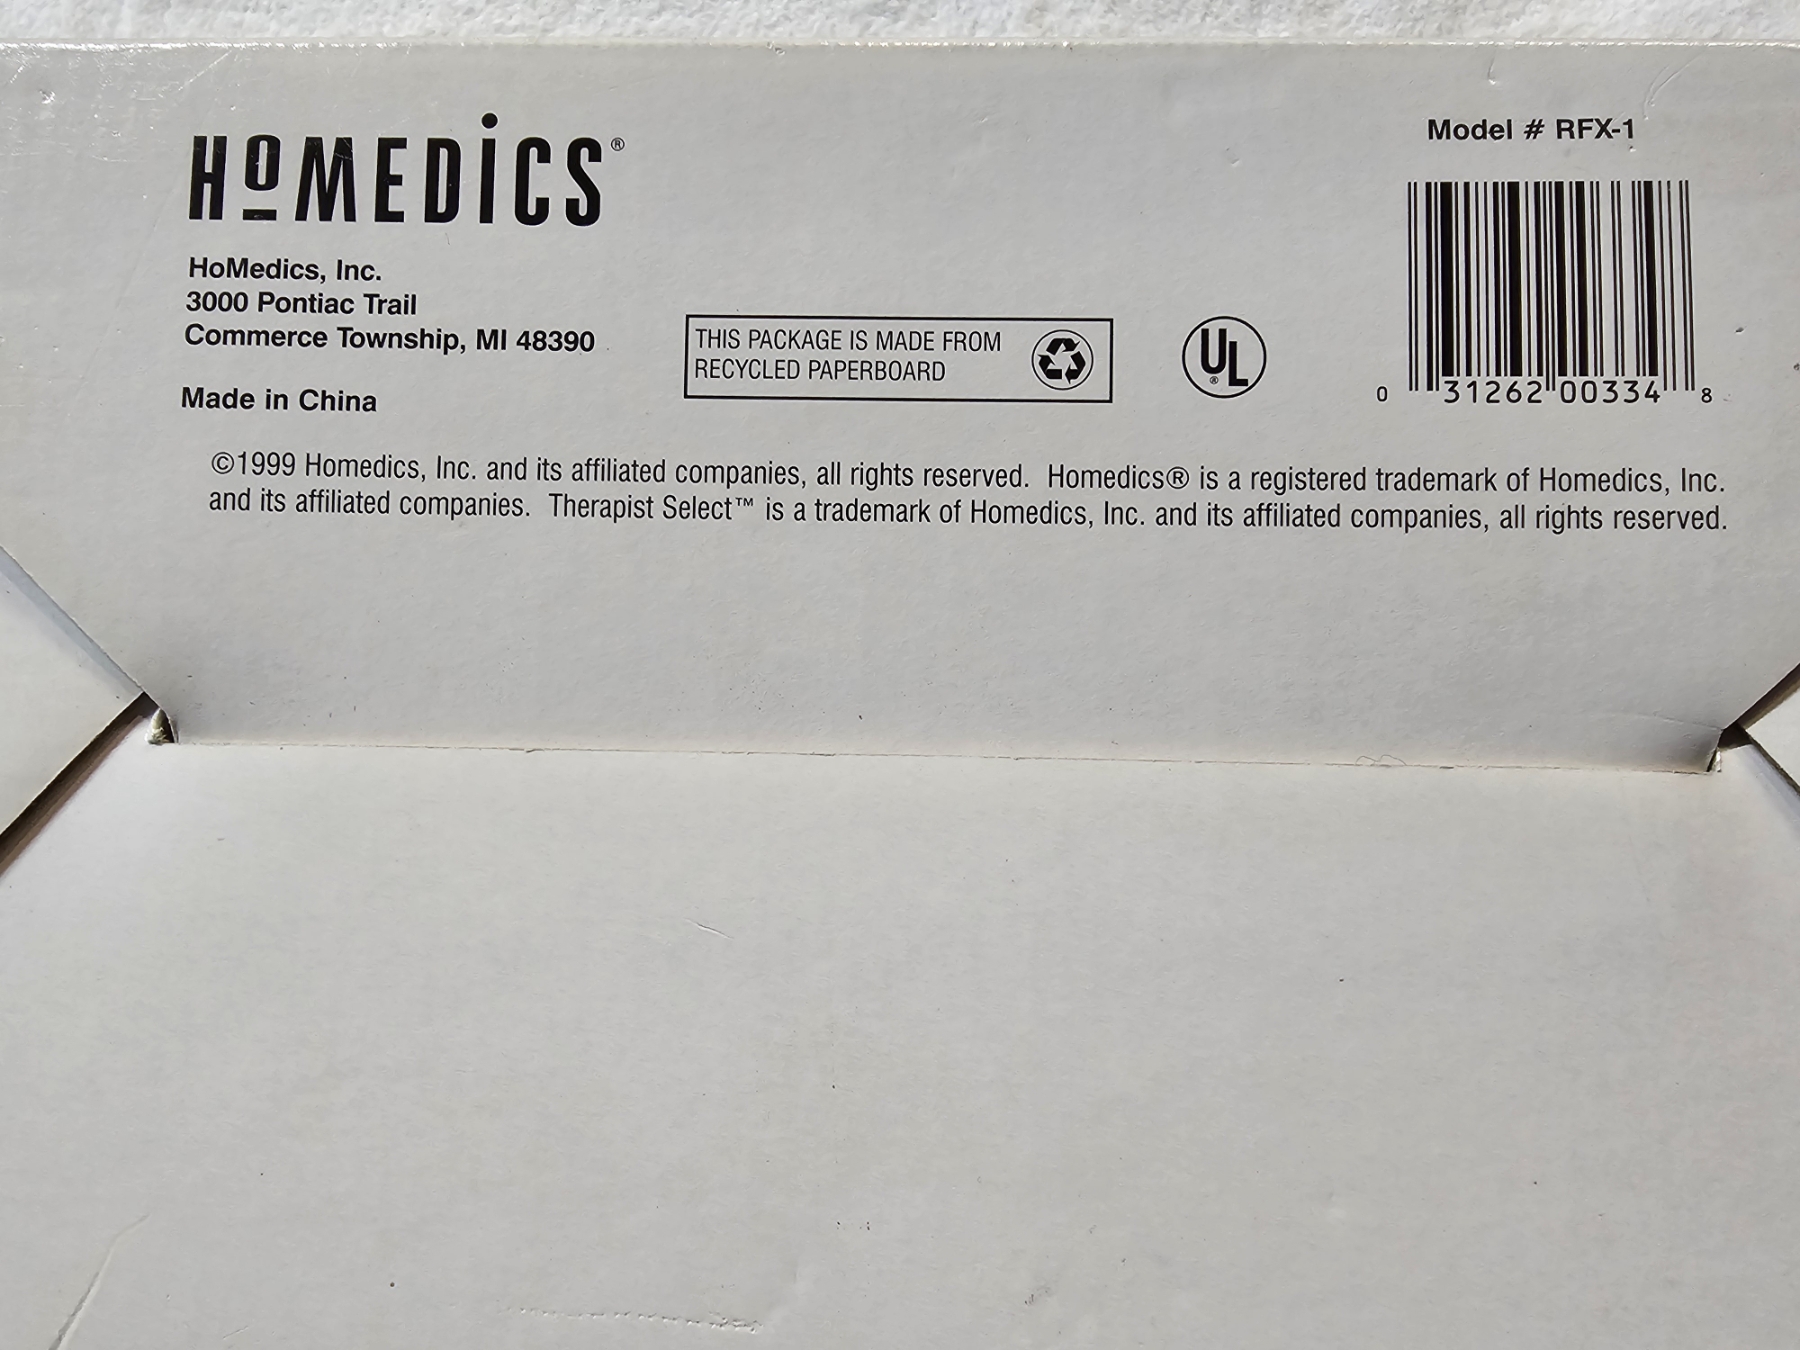 HOMEDICS®
HoMedics, Inc.
3000 Pontiac Trail
Commerce Township, MI 48390
Made in China
THIS PACKAGE IS MADE FROM
RECYCLED PAPERBOARD
UL®
Model # RFX-1
0 31262 00334 8
©1999 Homedics, Inc. and its affiliated companies, all rights reserved. Homedics® is a registered trademark of Homedics, Inc.
and its affiliated companies. Therapist Select™ is a trademark of Homedics, Inc. and its affiliated companies, all rights reserved.